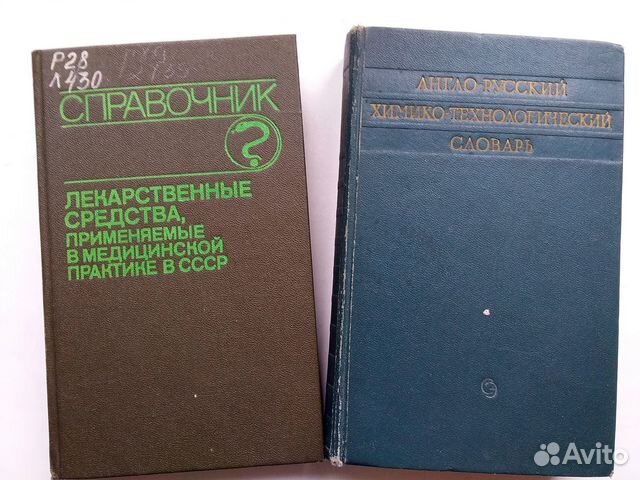 Р28
Л430
СПРАВОЧНИК
?
ЛЕКАРСТВЕННЫЕ
СРЕДСТВА,
ПРИМЕНЯЕМЫЕ
В МЕДИЦИНСКОЙ
ПРАКТИКЕ В СССР
АНГЛО-РУССКИЙ
ХИМИКО-ТЕХНОЛОГИЧЕСКИЙ
СЛОВАРЬ
Avito